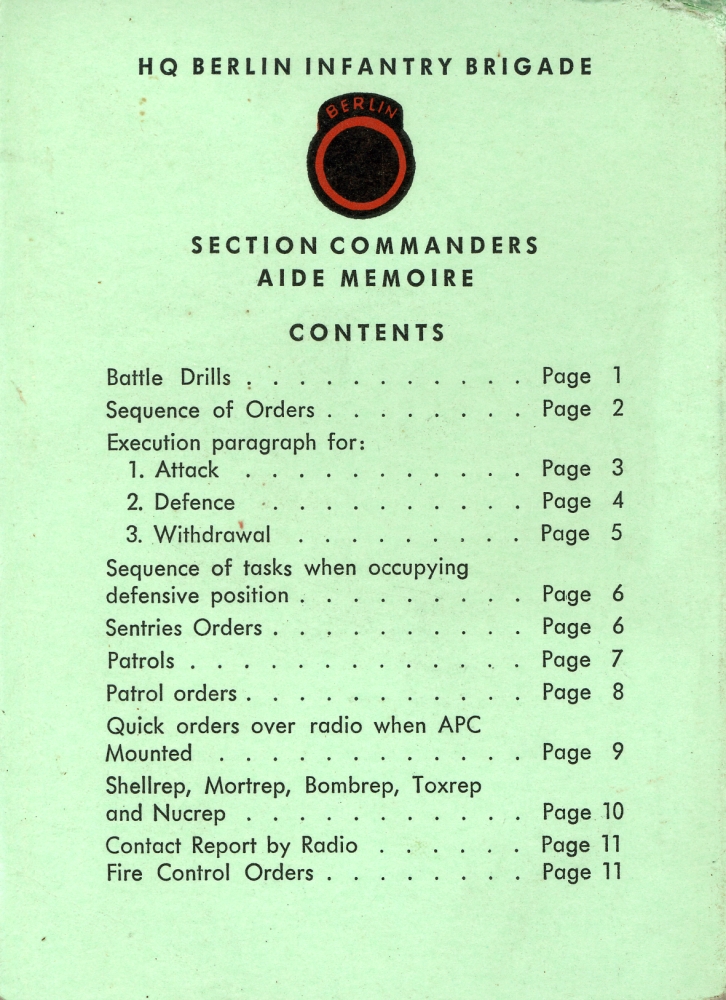 HQ BERLIN INFANTRY BRIGADE
BERLIN
SECTION COMMANDERS
AIDE MEMOIRE
CONTENTS
Battle Drills . . . . . . . . . . . Page 1
Sequence of Orders . . . . . . . . Page 2
Execution paragraph for:
1. Attack . . . . . . . . . . . Page 3
2. Defence . . . . . . . . . . Page 4
3. Withdrawal . . . . . . . . . Page 5
Sequence of tasks when occupying
defensive position . . . . . . . . . Page 6
Sentries Orders . . . . . . . . . . Page 6
Patrols . . . . . . . . . . . . . Page 7
Patrol orders . . . . . . . . . . . Page 8
Quick orders over radio when APC
Mounted . . . . . . . . . . . . Page 9
Shellrep, Mortrep, Bombrep, Toxrep
and Nucrep . . . . . . . . . . . Page 10
Contact Report by Radio . . . . . . Page 11
Fire Control Orders . . . . . . . . Page 11